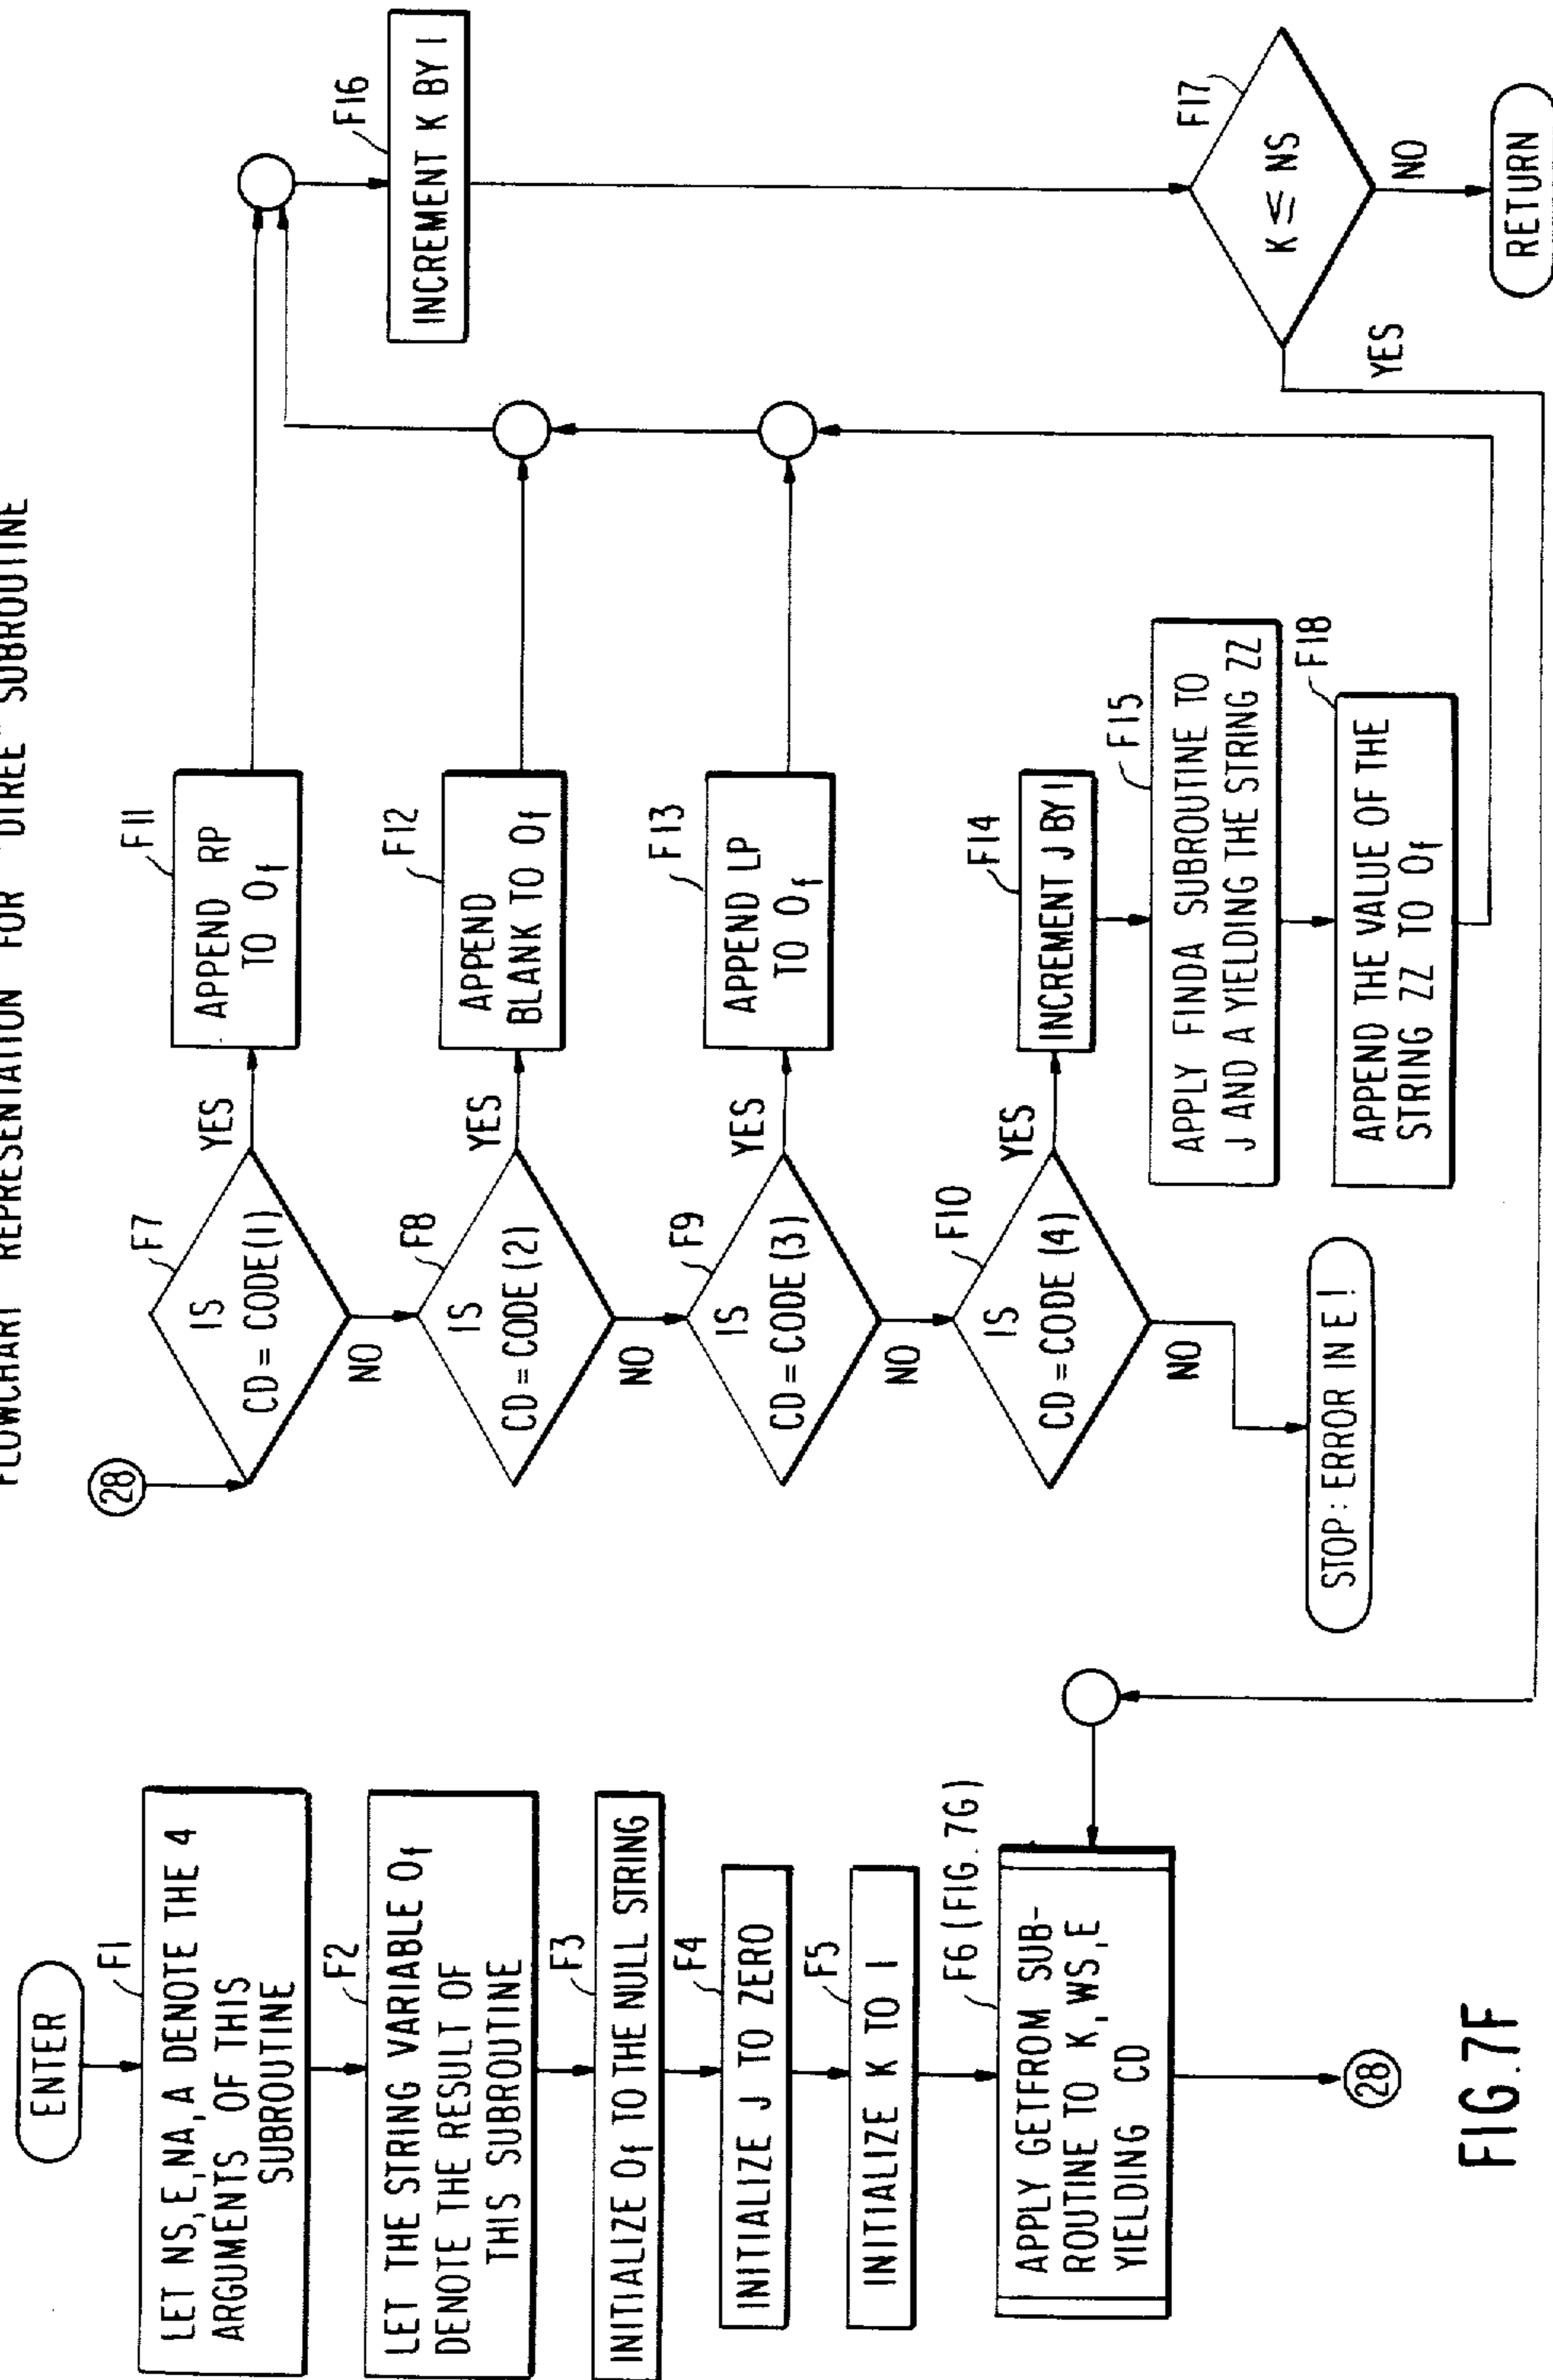 FLOWCHART REPRESENTATION FOR "DTREE" SUBROUTINE
ENTER
F1
LET NS,E,NA,A DENOTE THE 4
ARGUMENTS OF THIS
SUBROUTINE
F2
LET THE STRING VARIABLE Of
DENOTE THE RESULT OF
THIS SUBROUTINE
F3
INITIALIZE Of TO THE NULL STRING
F4
INITIALIZE J TO ZERO
F5
INITIALIZE K TO 1
F6 (FIG.7G)
APPLY GETFROM SUB-
ROUTINE TO K,WS,E
YIELDING CD
28
28
F7
IS
CD = CODE(1)
YES
NO
F11
APPEND RP
TO Of
F8
IS
CD = CODE (2)
YES
NO
F12
APPEND
BLANK TO Of
F9
IS
CD = CODE (3)
YES
NO
F13
APPEND LP
TO Of
F10
IS
CD = CODE (4)
YES
NO
STOP: ERROR IN E!
F14
INCREMENT J BY 1
F15
APPLY FINDA SUBROUTINE TO
J AND A YIELDING THE STRING ZZ
F18
APPEND THE VALUE OF THE
STRING ZZ TO Of
F16
INCREMENT K BY 1
F17
K ≦ NS
YES
NO
RETURN
FIG.7F